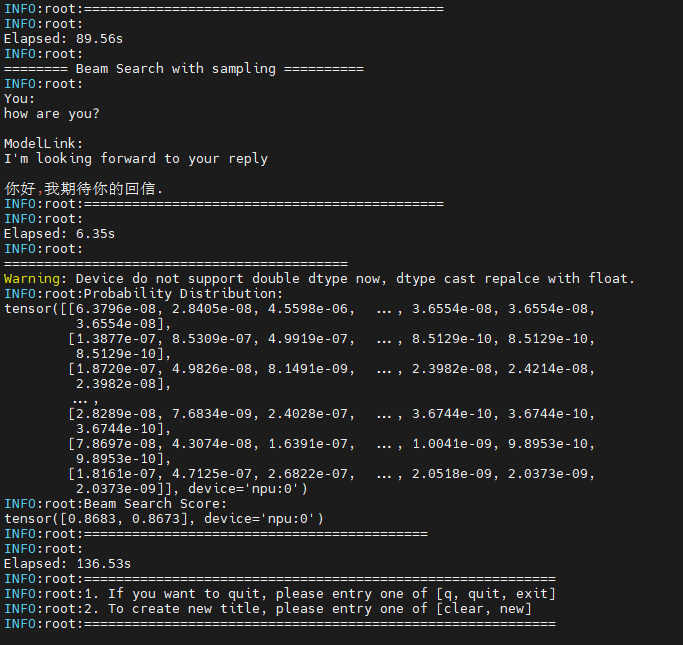 INFO:root:=============================================
INFO:root:
Elapsed: 89.56s
INFO:root:
======== Beam Search with sampling ==========
INFO:root:
You:
how are you?
ModelLink:
I'm looking forward to your reply
你好,我期待你的回信.
INFO:root:=============================================
INFO:root:
Elapsed: 6.35s
INFO:root:
===========================================
Warning: Device do not support double dtype now, dtype cast repalce with float.
INFO:root:Probability Distribution:
tensor([[6.3796e-08, 2.8405e-08, 4.5598e-06,  ..., 3.6554e-08, 3.6554e-08,
         3.6554e-08],
        [1.3877e-07, 8.5309e-07, 4.9919e-07,  ..., 8.5129e-10, 8.5129e-10,
         8.5129e-10],
        [1.8720e-07, 4.9826e-08, 8.1491e-09,  ..., 2.3982e-08, 2.4214e-08,
         2.3982e-08],
        ...,
        [2.8289e-08, 7.6834e-09, 2.4028e-07,  ..., 3.6744e-10, 3.6744e-10,
         3.6744e-10],
        [7.8697e-08, 4.3074e-08, 1.6391e-07,  ..., 1.0041e-09, 9.8953e-10,
         9.8953e-10],
        [1.8161e-07, 4.7125e-07, 2.6822e-07,  ..., 2.0518e-09, 2.0373e-09,
         2.0373e-09]], device='npu:0')
INFO:root:Beam Search Score:
tensor([0.8683, 0.8673], device='npu:0')
INFO:root:===========================================
INFO:root:
Elapsed: 136.53s
INFO:root:===========================================================
INFO:root:1. If you want to quit, please entry one of [q, quit, exit]
INFO:root:2. To create new title, please entry one of [clear, new]
INFO:root:===========================================================